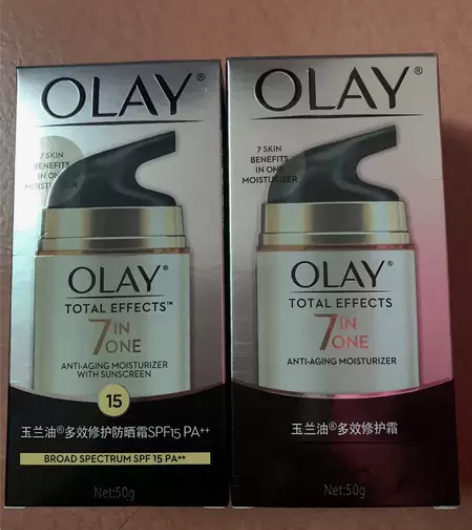 OLAY®
7 SKIN
BENEFITS
IN ONE
MOISTURIZER
OLAY®
TOTAL EFFECTS™
7 IN
ONE
ANTI-AGING MOISTURIZER
WITH SUNSCREEN
15
玉兰油®多效修护防晒霜SPF15 PA++
BROAD SPECTRUM SPF 15 PA++
Net:50g
OLAY®
7 SKIN
BENEFITS
IN ONE
MOISTURIZER
OLAY®
TOTAL EFFECTS
7 IN
ONE
ANTI-AGING MOISTURIZER
玉兰油®多效修护霜
Net:50g